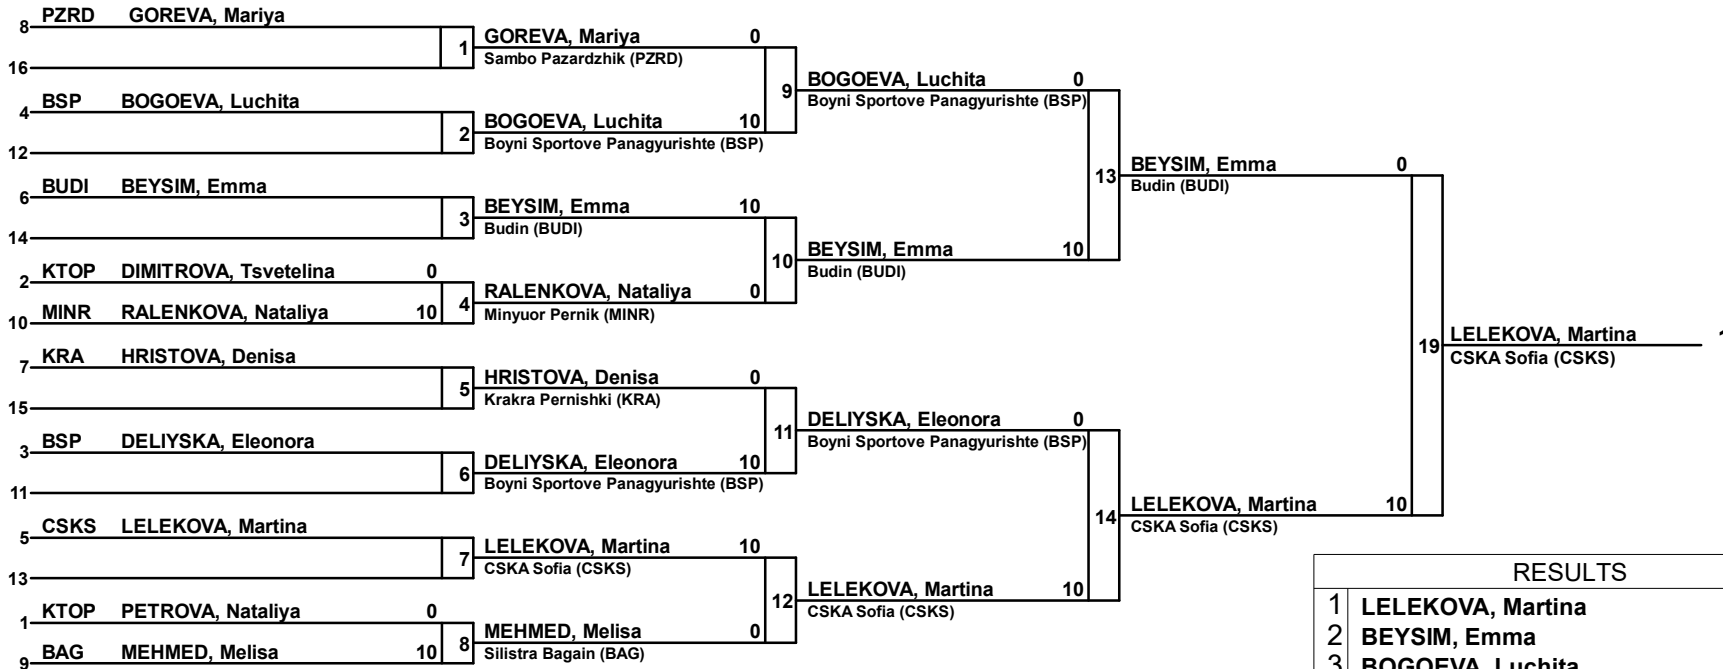 8 PZRD GOREVA, Mariya
16
1
GOREVA, Mariya 0
Sambo Pazardzhik (PZRD)
4 BSP BOGOEVA, Luchita
12
2
BOGOEVA, Luchita 10
Boyni Sportove Panagyurishte (BSP)
9
BOGOEVA, Luchita 0
Boyni Sportove Panagyurishte (BSP)
6 BUDI BEYSIM, Emma
14
3
BEYSIM, Emma 10
Budin (BUDI)
2 KTOP DIMITROVA, Tsvetelina 0
10 MINR RALENKOVA, Nataliya 10
4
RALENKOVA, Nataliya 0
Minyuor Pernik (MINR)
10
BEYSIM, Emma 10
Budin (BUDI)
13
BEYSIM, Emma 0
Budin (BUDI)
7 KRA HRISTOVA, Denisa
15
5
HRISTOVA, Denisa 0
Krakra Pernishki (KRA)
3 BSP DELIYSKA, Eleonora
11
6
DELIYSKA, Eleonora 10
Boyni Sportove Panagyurishte (BSP)
11
DELIYSKA, Eleonora 0
Boyni Sportove Panagyurishte (BSP)
5 CSKS LELEKOVA, Martina
13
7
LELEKOVA, Martina 10
CSKA Sofia (CSKS)
1 KTOP PETROVA, Nataliya 0
9 BAG MEHMED, Melisa 10
8
MEHMED, Melisa 0
Silistra Bagain (BAG)
12
LELEKOVA, Martina 10
CSKA Sofia (CSKS)
14
LELEKOVA, Martina 10
CSKA Sofia (CSKS)
19
LELEKOVA, Martina
CSKA Sofia (CSKS)
RESULTS
1 LELEKOVA, Martina
2 BEYSIM, Emma
3 BOGOEVA, Luchita